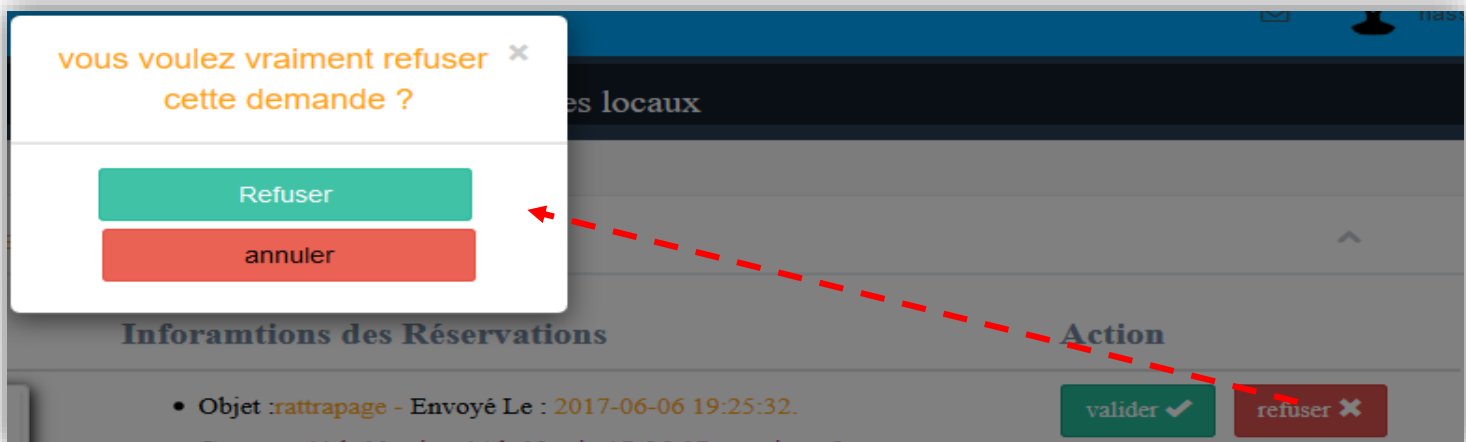 vous voulez vraiment refuser ×
cette demande ?
es locaux
Refuser
annuler
Inforamtions des Réservations
Action
• Objet :rattrapage - Envoyé Le : 2017-06-06 19:25:32.
valider ✔
refuser ✖